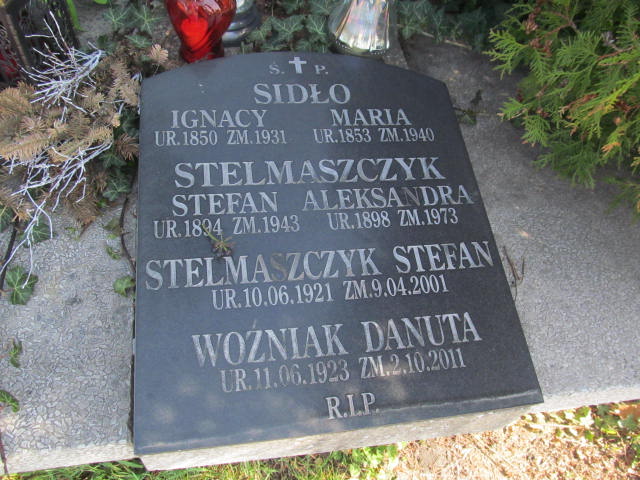 Ś. † P.
SIDŁO
IGNACY MARIA
UR.1850 ZM.1931 UR.1853 ZM.1940
STELMASZCZYK
STEFAN ALEKSANDRA
UR.1894 ZM.1943 UR.1898 ZM.1973
STELMASZCZYK STEFAN
UR.10.06.1921 ZM.9.04.2001
WOŹNIAK DANUTA
UR.11.06.1923 ZM.2.10.2011
R.I.P.